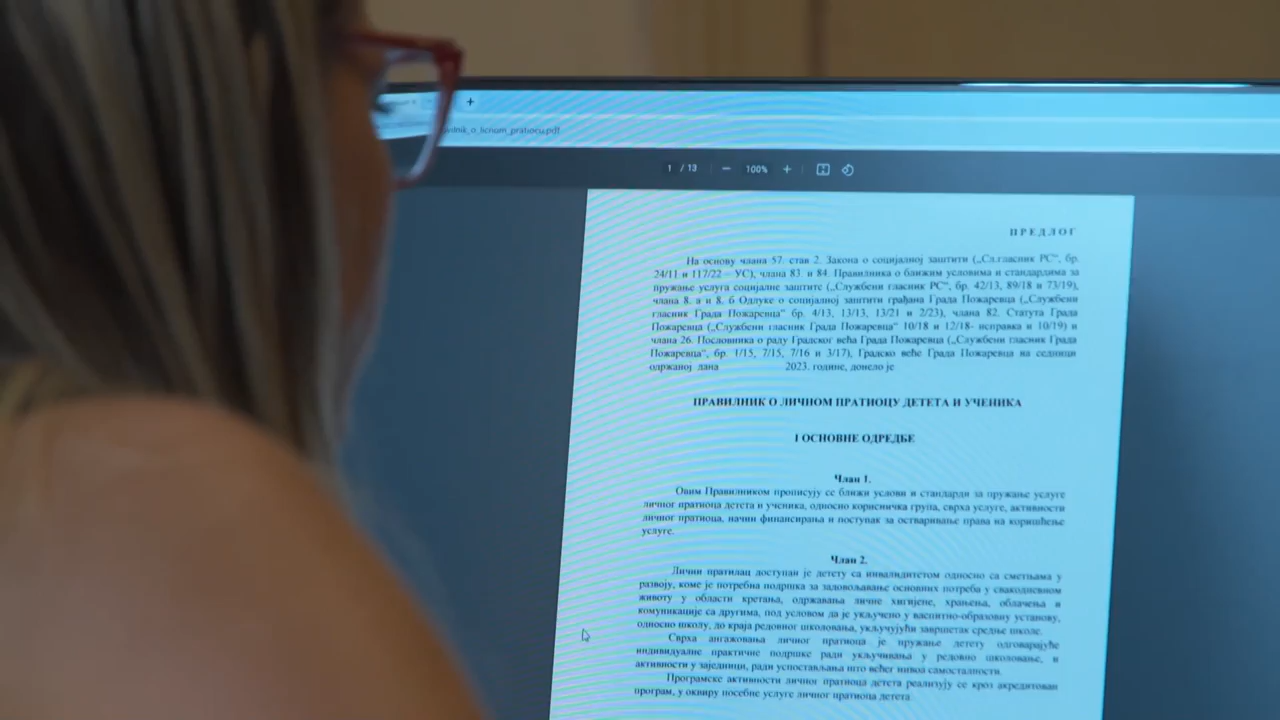 +
vilnik_o_licnom_pratiocu.pdf
1 / 13 − 100% +
ПРЕДЛОГ
На основу члана 57. став 2. Закона о социјалној заштити („Сл.гласник РС“, бр.
24/11 и 117/22 – УС), члана 83. и 84. Правилника о ближим условима и стандардима за
пружање услуга социјалне заштите („Службени гласник РС“, бр. 42/13, 89/18 и 73/19),
члана 8. а и 8. б Одлуке о социјалној заштити грађана Града Пожаревца („Службени
гласник Града Пожаревца“ бр. 4/13, 13/13, 13/21 и 2/23), члана 82. Статута Града
Пожаревца („Службени гласник Града Пожаревца“ 10/18 и 12/18- исправка и 10/19) и
члана 26. Пословника о раду Градског већа Града Пожаревца („Службени гласник Града
Пожаревца“, бр. 1/15, 7/15, 7/16 и 3/17), Градско веће Града Пожаревца на седници
одржаној дана 2023. године, донело је
ПРАВИЛНИК О ЛИЧНОМ ПРАТИОЦУ ДЕТЕТА И УЧЕНИКА
I ОСНОВНЕ ОДРЕДБЕ
Члан 1.
Овим Правилником прописују се ближи услови и стандарди за пружање услуге
личног пратиоца детета и ученика, односно корисничка група, сврха услуге, активности
личног пратиоца, начин финансирања и поступак за остваривање права на коришћење
услуге.
Члан 2.
Лични пратилац доступан је детету са инвалидитетом односно са сметњама у
развоју, коме је потребна подршка за задовољавање основних потреба у свакодневном
животу у области кретања, одржавања личне хигијене, храњења, облачења и
комуникације са другима, под условом да је укључено у васпитно-образовну установу,
односно школу, до краја редовног школовања, укључујући завршетак средње школе.
Сврха ангажовања личног пратиоца је пружање детету одговарајуће
индивидуалне практичне подршке ради укључивања у редовно школовање, и
активности у заједници, ради успостављања што већег нивоа самосталности.
Програмске активности личног пратиоца детета реализују се кроз акредитован
програм, у оквиру посебне услуге личног пратиоца детета.